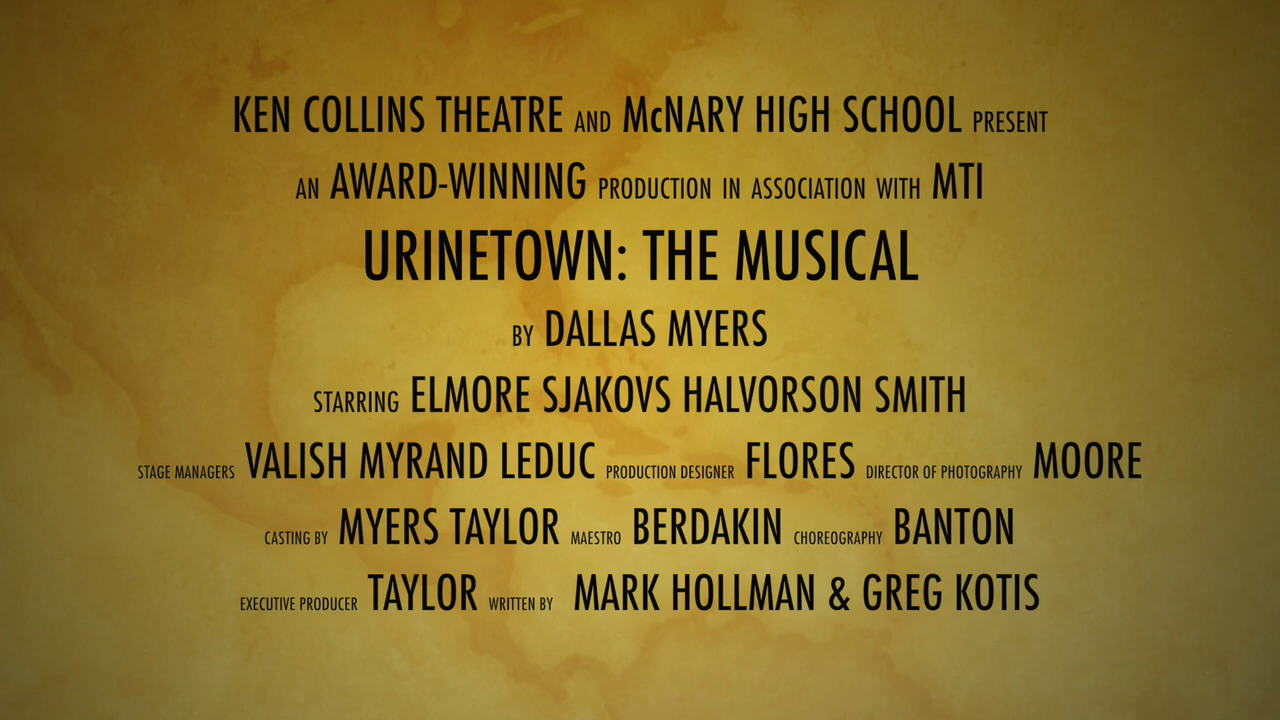 KEN COLLINS THEATRE AND McNARY HIGH SCHOOL PRESENT
AN AWARD-WINNING PRODUCTION IN ASSOCIATION WITH MTI
URINETOWN: THE MUSICAL
BY DALLAS MYERS
STARRING ELMORE SJAKOVS HALVORSON SMITH
STAGE MANAGERS VALISH MYRAND LEDUC PRODUCTION DESIGNER FLORES DIRECTOR OF PHOTOGRAPHY MOORE
CASTING BY MYERS TAYLOR MAESTRO BERDAKIN CHOREOGRAPHY BANTON
EXECUTIVE PRODUCER TAYLOR WRITTEN BY MARK HOLLMAN & GREG KOTIS